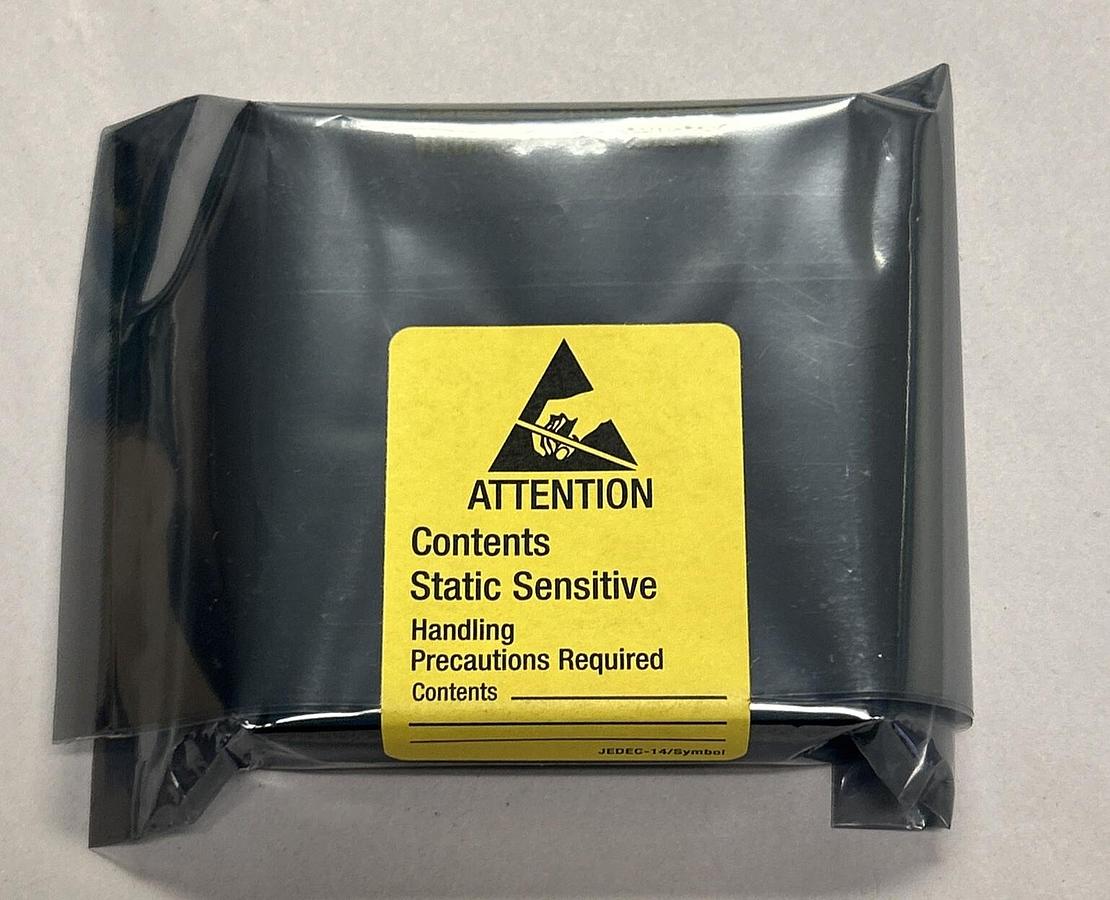 ATTENTION
Contents
Static Sensitive
Handling
Precautions Required
Contents
JEDEC-14/Symbol